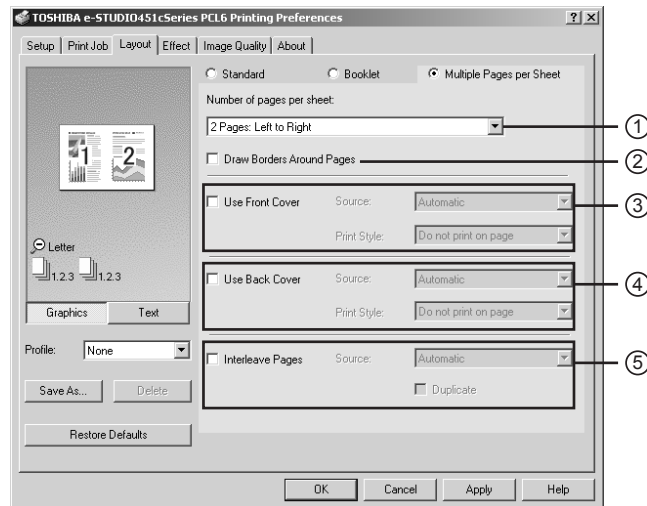 TOSHIBA e-STUDIO451cSeries PCL6 Printing Preferences
Setup Print Job Layout Effect Image Quality About
Standard Booklet Multiple Pages per Sheet
Number of pages per sheet:
2 Pages: Left to Right ①
Draw Borders Around Pages ②
1 2
Use Front Cover Source: Automatic ③
Print Style: Do not print on page
Letter
1.2.3 1.2.3
Use Back Cover Source: Automatic ④
Print Style: Do not print on page
Graphics Text
Profile: None
Interleave Pages Source: Automatic ⑤
Duplicate
Save As... Delete
Restore Defaults
OK Cancel Apply Help